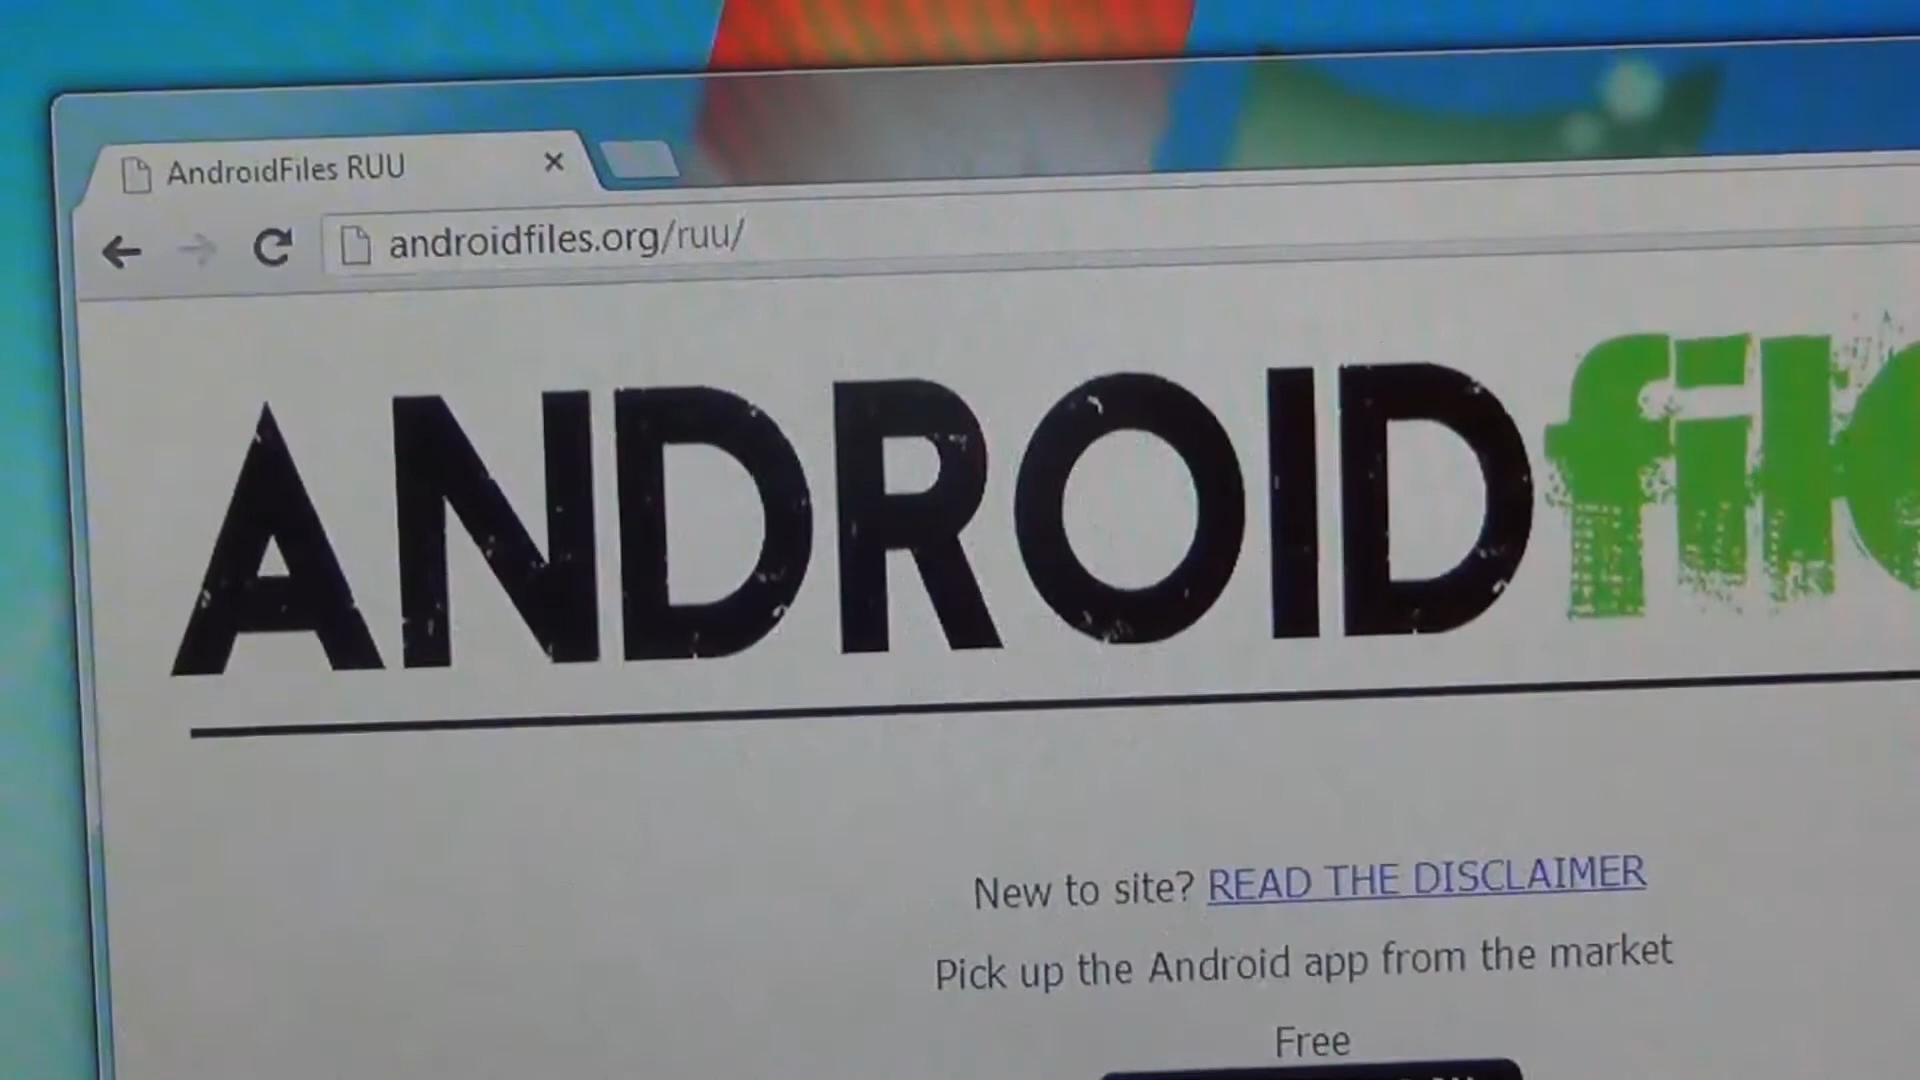 AndroidFiles RUU
androidfiles.org/ruu/
ANDROID
New to site? READ THE DISCLAIMER
Pick up the Android app from the market
Free